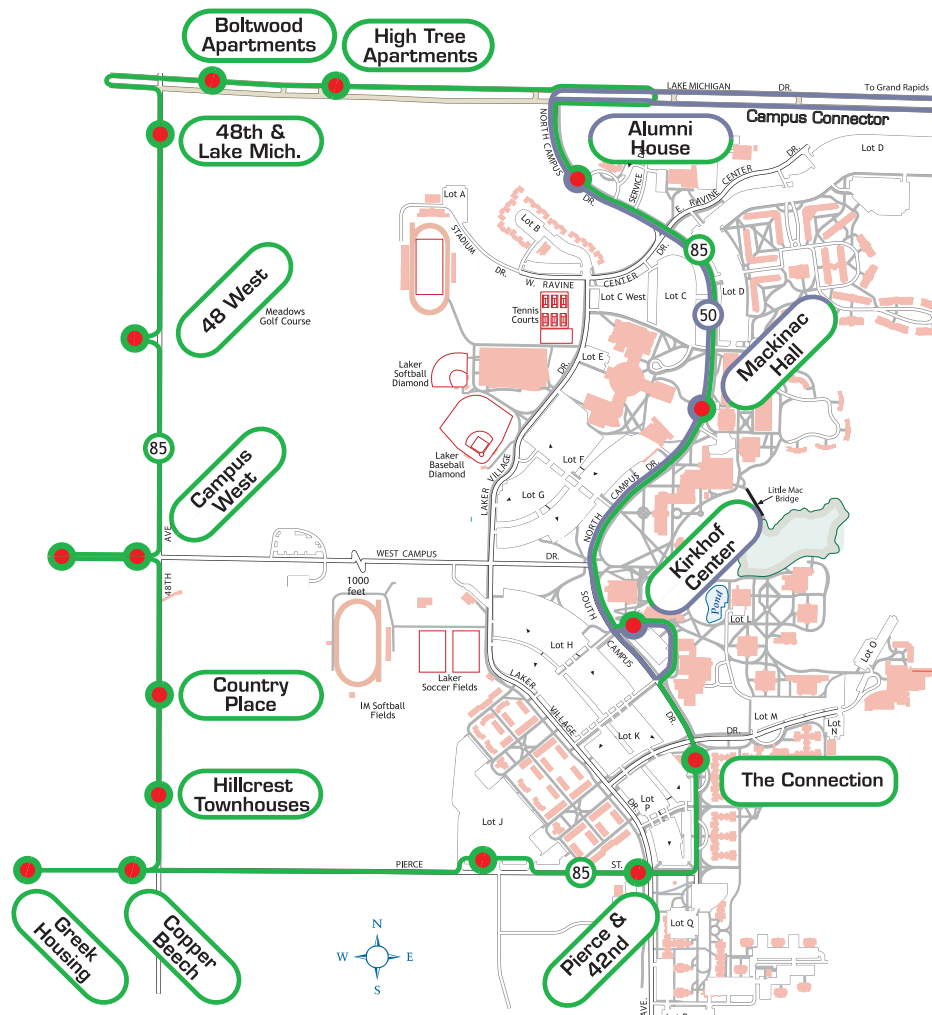 Boltwood
Apartments
High Tree
Apartments
LAKE MICHIGAN
DR.
To Grand Rapids
Campus Connector
48th &
Lake Mich.
Alumni
House
NORTH CAMPUS
DR.
SERVICE
E. RAVINE CENTER
DR.
Lot D
Lot A
Lot B
STADIUM
DR.
W. RAVINE
CENTER
DR.
85
48 West
Meadows
Golf Course
Lot C West
Lot C
Lot D
50
Tennis
Courts
Mackinac
Hall
Laker
Softball
Diamond
Lot E
DR.
85
Campus
West
Laker
Baseball
Diamond
LAKER
VILLAGE
Lot F
Lot G
NORTH
CAMPUS
DR.
Little Mac
Bridge
AVE.
48TH
WEST CAMPUS
DR.
1000
feet
Kirkhof
Center
SOUTH
CAMPUS
DR.
Pond
Lot L
Lot H
Lot O
Country
Place
IM Softball
Fields
Laker
Soccer Fields
LAKER
VILLAGE
DR.
Lot K
DR.
Lot M
Lot
N
The Connection
Hillcrest
Townhouses
Lot
P
Lot J
PIERCE
85
ST.
Greek
Housing
Copper
Beech
N
W
E
S
Pierce &
42nd
Lot Q
AVE.